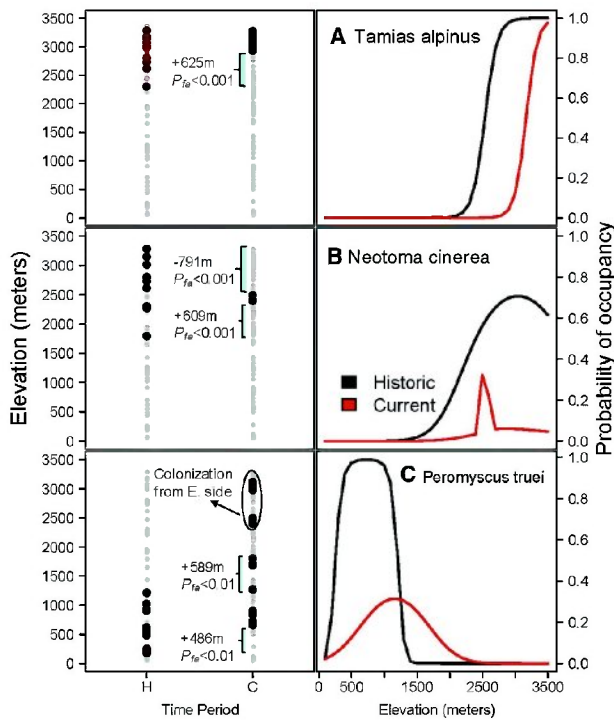 3500
3000
2500
2000
1500
1000
500
0
+625m
Pfa<0.001
A Tamias alpinus
1.0
0.8
0.6
0.4
0.2
0.0
3500
3000
2500
2000
1500
1000
500
0
-791m
Pfa<0.001
+609m
Pfa<0.001
B Neotoma cinerea
Historic
Current
1.0
0.8
0.6
0.4
0.2
0.0
3500
3000
2500
2000
1500
1000
500
0
Colonization
from E. side
+589m
Pfa<0.01
+486m
Pfa<0.01
C Peromyscus truei
1.0
0.8
0.6
0.4
0.2
0.0
Elevation (meters)
Probability of occupancy
H C
Time Period
0 500 1500 2500 3500
Elevation (meters)